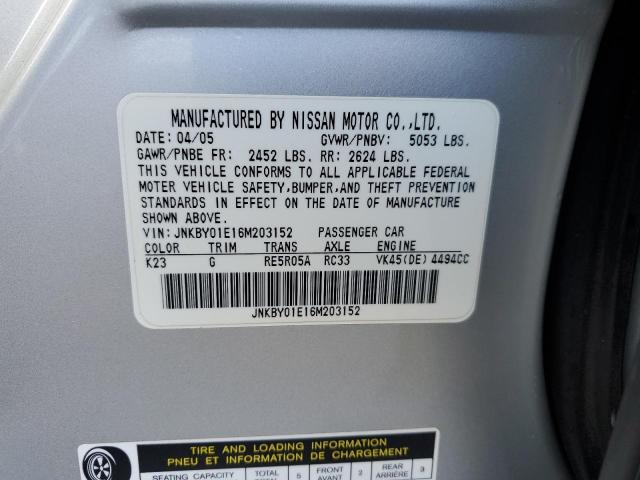 MANUFACTURED BY NISSAN MOTOR CO.,LTD.
DATE: 04/05 GVWR/PNBV: 5053 LBS.
GAWR/PNBE FR: 2452 LBS. RR: 2624 LBS.
THIS VEHICLE CONFORMS TO ALL APPLICABLE FEDERAL
MOTOR VEHICLE SAFETY,BUMPER,AND THEFT PREVENTION
STANDARDS IN EFFECT ON THE DATE OF MANUFACTURE
SHOWN ABOVE.
VIN: JNKBY01E16M203152 PASSENGER CAR
COLOR TRIM TRANS AXLE ENGINE
K23 G RE5R05A RC33 VK45(DE) 4494CC
JNKBY01E16M203152
TIRE AND LOADING INFORMATION
PNEU ET INFORMATION DE CHARGEMENT
SEATING CAPACITY TOTAL 5 FRONT 2 REAR 3
AVANT ARRIÈRE